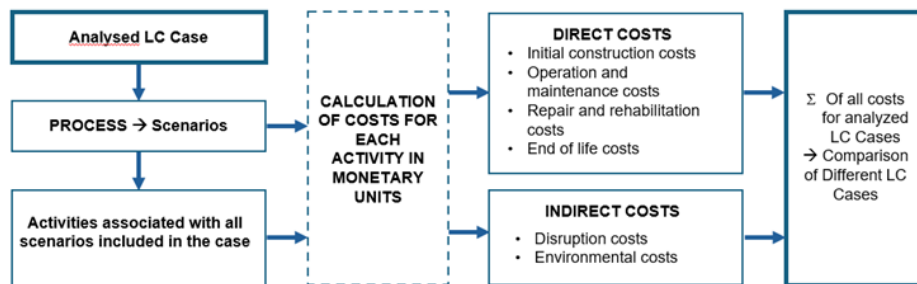 Analysed LC Case
PROCESS → Scenarios
Activities associated with all
scenarios included in the case
CALCULATION
OF COSTS FOR
EACH
ACTIVITY IN
MONETARY
UNITS
DIRECT COSTS
• Initial construction costs
• Operation and
maintenance costs
• Repair and rehabilitation
costs
• End of life costs
INDIRECT COSTS
• Disruption costs
• Environmental costs
Σ Of all costs
for analyzed
LC Cases
→ Comparison
of Different LC
Cases